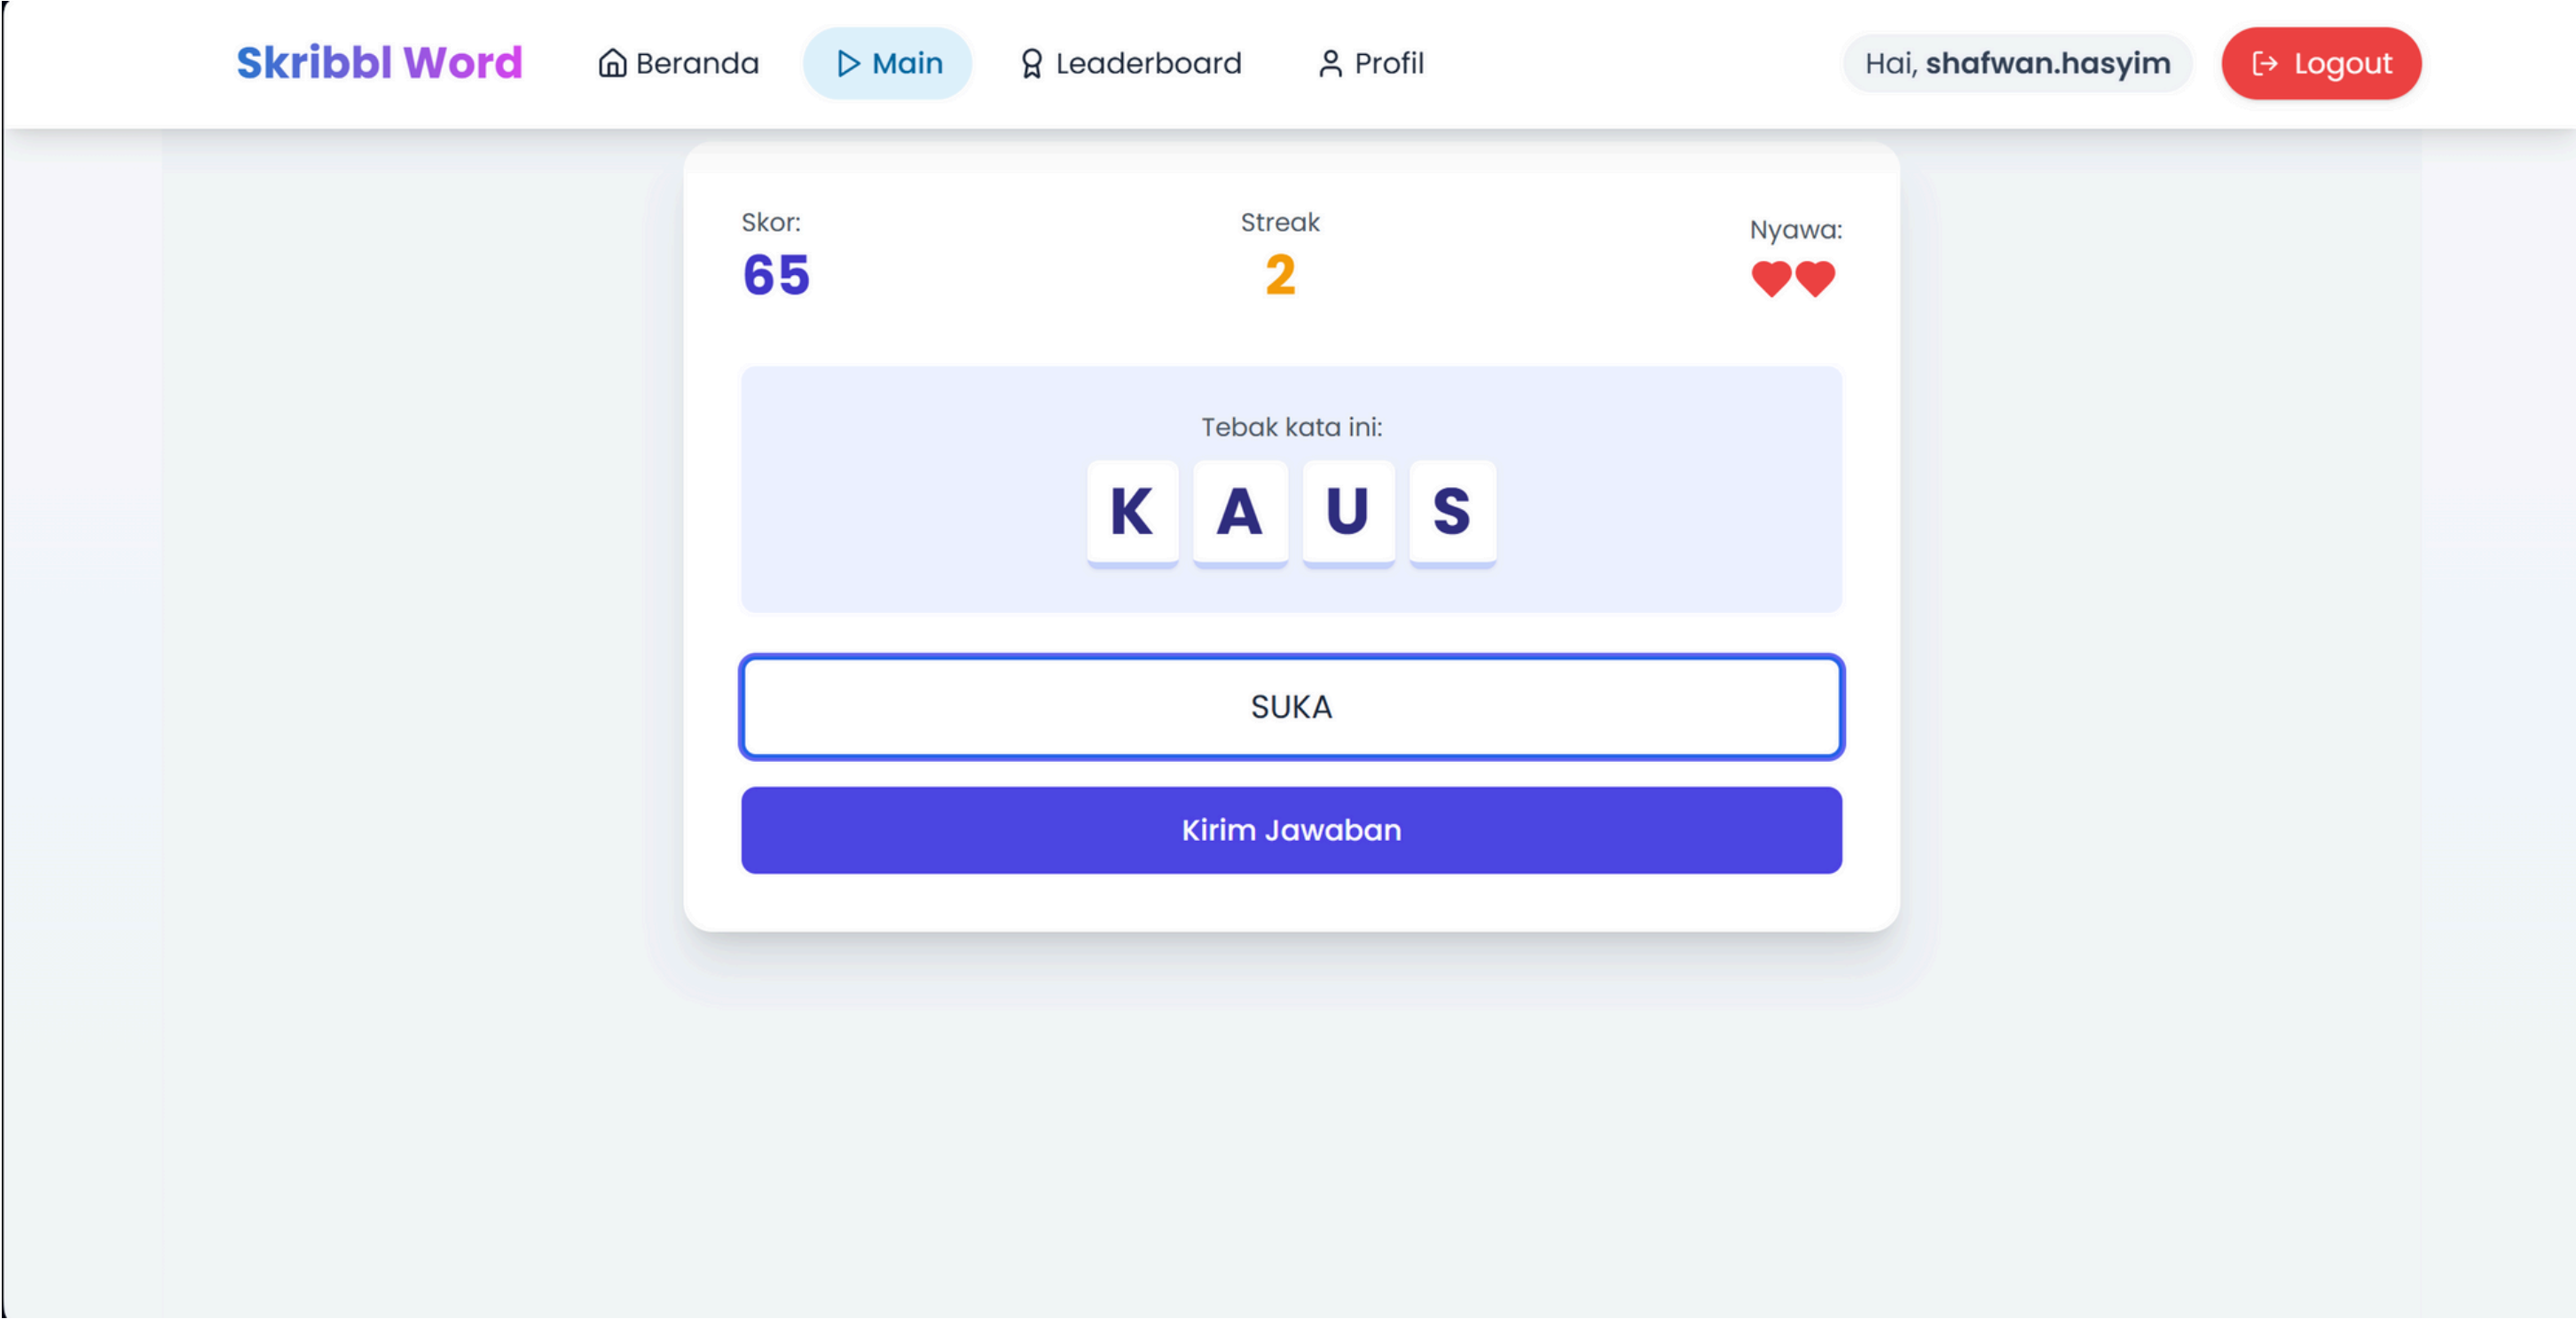 Skribbl Word Beranda Main Leaderboard Profil Hai, shafwan.hasyim Logout
Skor: Streak Nyawa:
65 2
Tebak kata ini:
K A U S
SUKA
Kirim Jawaban